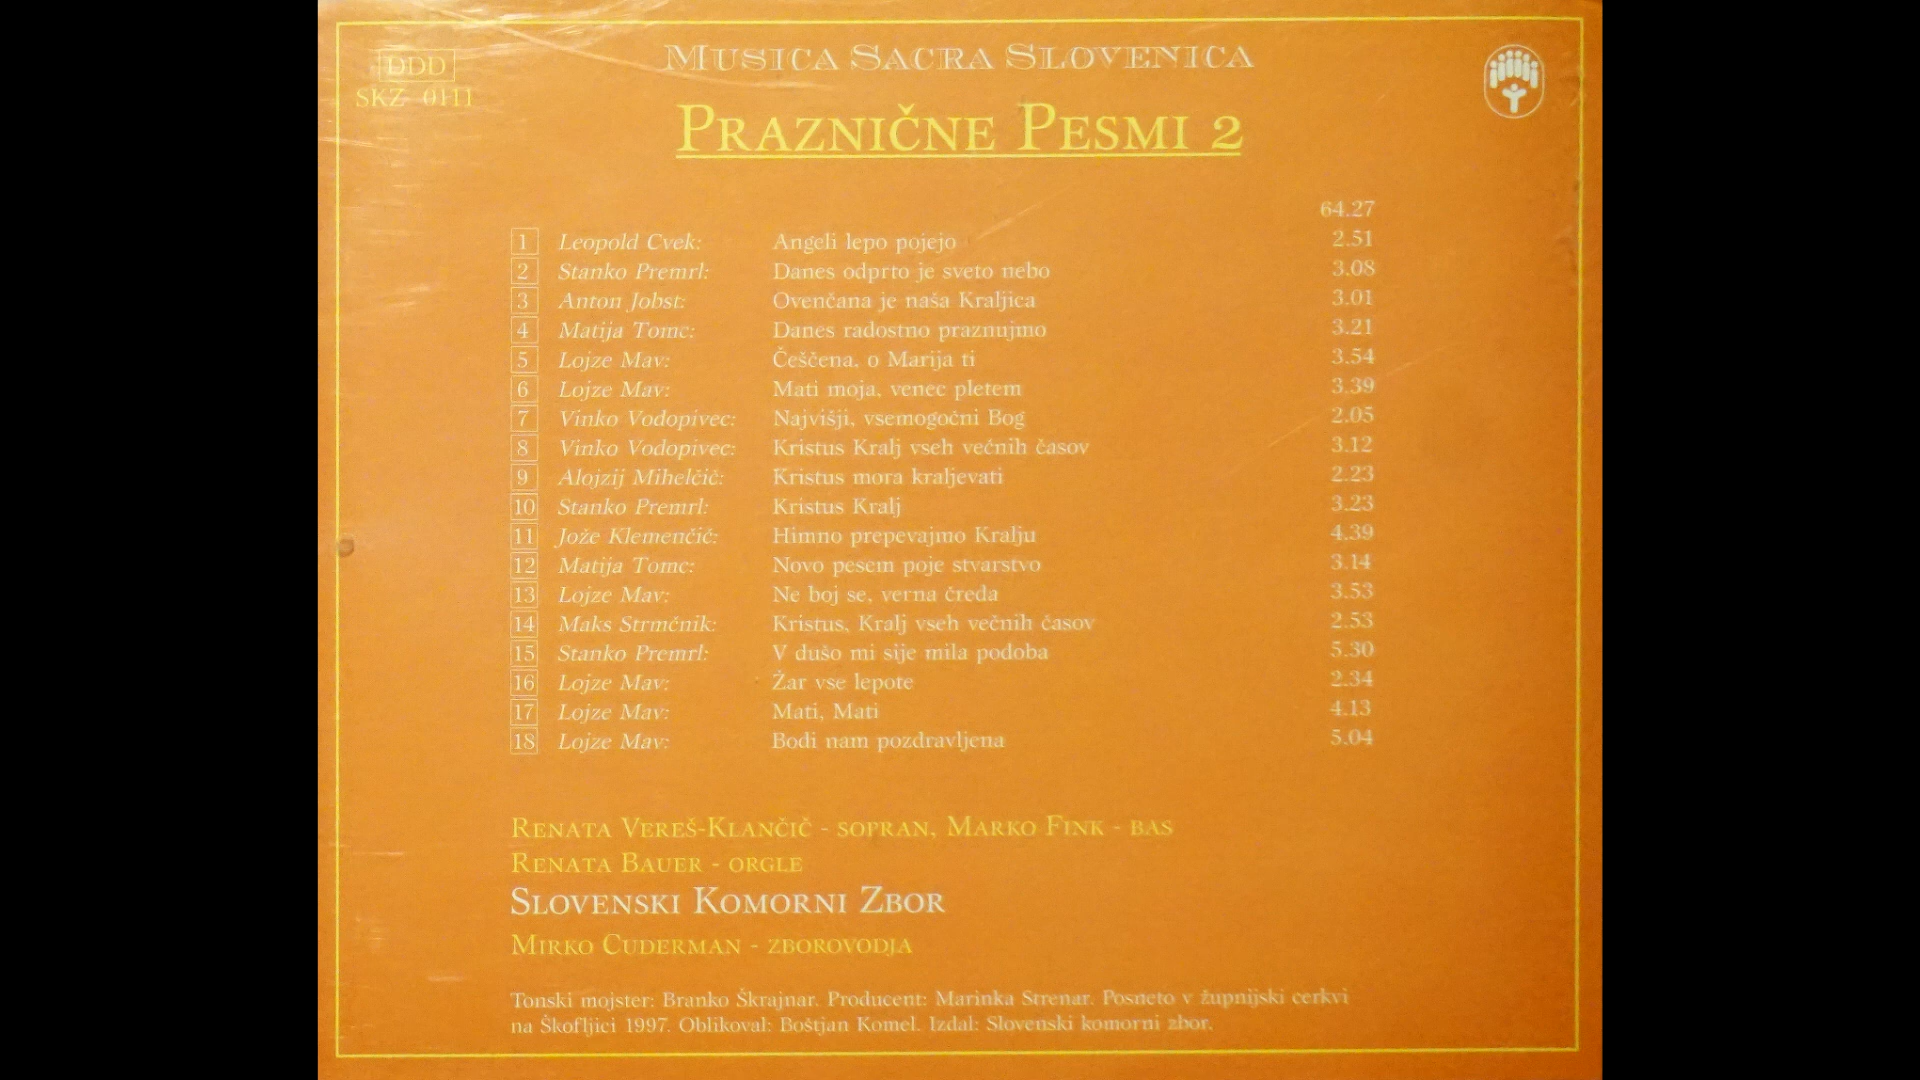 DDD
SKZ 0111
MUSICA SACRA SLOVENICA
PRAZNIČNE PESMI 2
64.27
1 Leopold Cvek: Angeli lepo pojejo 2.51
2 Stanko Premrl: Danes odprto je sveto nebo 3.08
3 Anton Jobst: Ovenčana je naša Kraljica 3.01
4 Matija Tomc: Danes radostno praznujmo 3.21
5 Lojze Mav: Češčena, o Marija ti 3.54
6 Lojze Mav: Mati moja, venec pletem 3.39
7 Vinko Vodopivec: Najvišji, vsemogočni Bog 2.05
8 Vinko Vodopivec: Kristus Kralj vseh večnih časov 3.12
9 Alojzij Mihelčič: Kristus mora kraljevati 2.23
10 Stanko Premrl: Kristus Kralj 3.23
11 Jože Klemenčič: Himno prepevajmo Kralju 4.39
12 Matija Tomc: Novo pesem poje stvarstvo 3.14
13 Lojze Mav: Ne boj se, verna čreda 3.53
14 Maks Strmčnik: Kristus, Kralj vseh večnih časov 2.53
15 Stanko Premrl: V dušo mi sije mila podoba 5.30
16 Lojze Mav: Žar vse lepote 2.34
17 Lojze Mav: Mati, Mati 4.13
18 Lojze Mav: Bodi nam pozdravljena 5.04
RENATA VEREŠ-KLANČIČ - SOPRAN, MARKO FINK - BAS
RENATA BAUER - ORGLE
SLOVENSKI KOMORNI ZBOR
MIRKO CUDERMAN - ZBOROVODJA
Tonski mojster: Branko Škrajnar. Producent: Marinka Strenar. Posneto v župnijski cerkvi
na Škofljici 1997. Oblikoval: Boštjan Komel. Izdal: Slovenski komorni zbor.